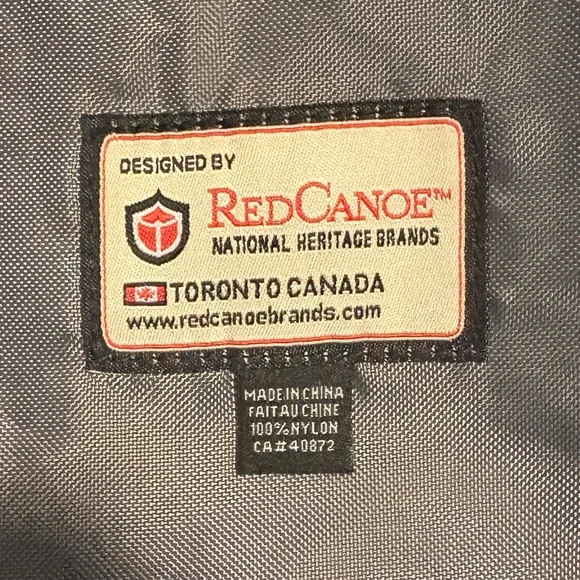 DESIGNED BY
REDCANOE™
NATIONAL HERITAGE BRANDS
TORONTO CANADA
www.redcanoebrands.com
MADE IN CHINA
FAIT AU CHINE
100% NYLON
CA#40872